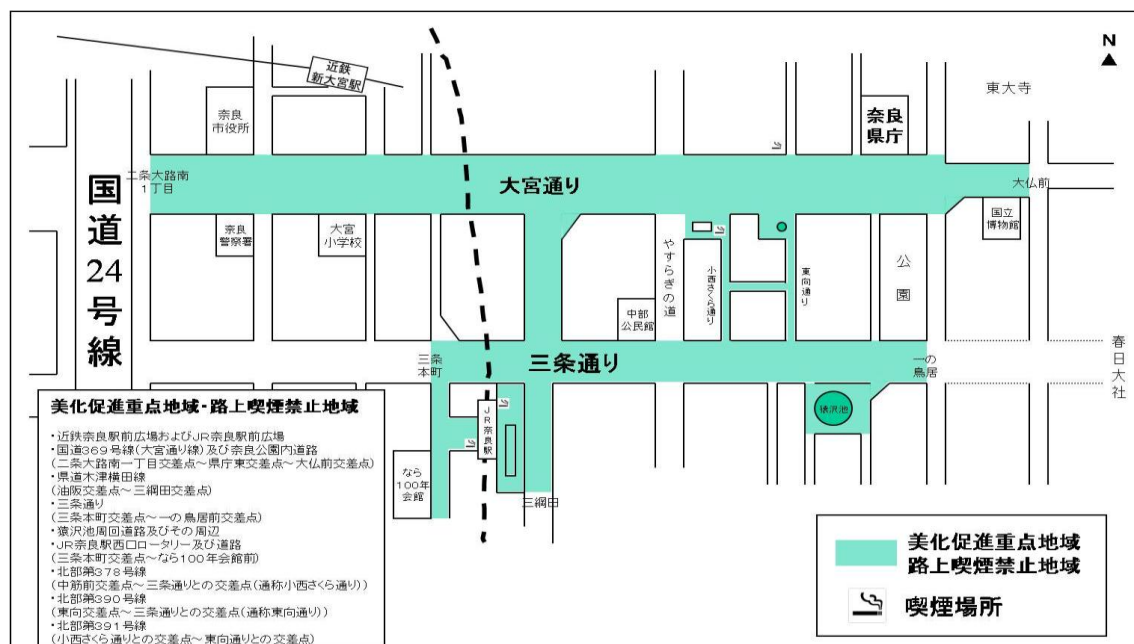 N
近鉄
新大宮駅
東大寺
奈良
市役所
奈良
県庁
二条大路南
1丁目
大宮通り
大仏前
国道24号線
奈良
警察署
大宮
小学校
やすらぎの道
小西さくら通り
東向通り
公園
国立
博物館
中部
公民館
三条
本町
三条通り
一の
鳥居
春日大社
猿沢池
JR奈良駅
なら
100年
会館
三綱田
美化促進重点地域・路上喫煙禁止地域
・近鉄奈良駅前広場およびJR奈良駅前広場
・国道369号線(大宮通り線)及び奈良公園内道路
(二条大路南一丁目交差点～県庁東交差点～大仏前交差点)
・県道木津横田線
(油阪交差点～三綱田交差点)
・三条通り
(三条本町交差点～一の鳥居前交差点)
・猿沢池周回道路及びその周辺
・JR奈良駅西口ロータリー及び道路
(三条本町交差点～なら100年会館前)
・北部第378号線
(中筋前交差点～三条通りとの交差点(通称小西さくら通り))
・北部第390号線
(東向交差点～三条通りとの交差点(通称東向通り))
・北部第391号線
(小西さくら通りとの交差点～東向通りとの交差点)
美化促進重点地域
路上喫煙禁止地域
喫煙場所